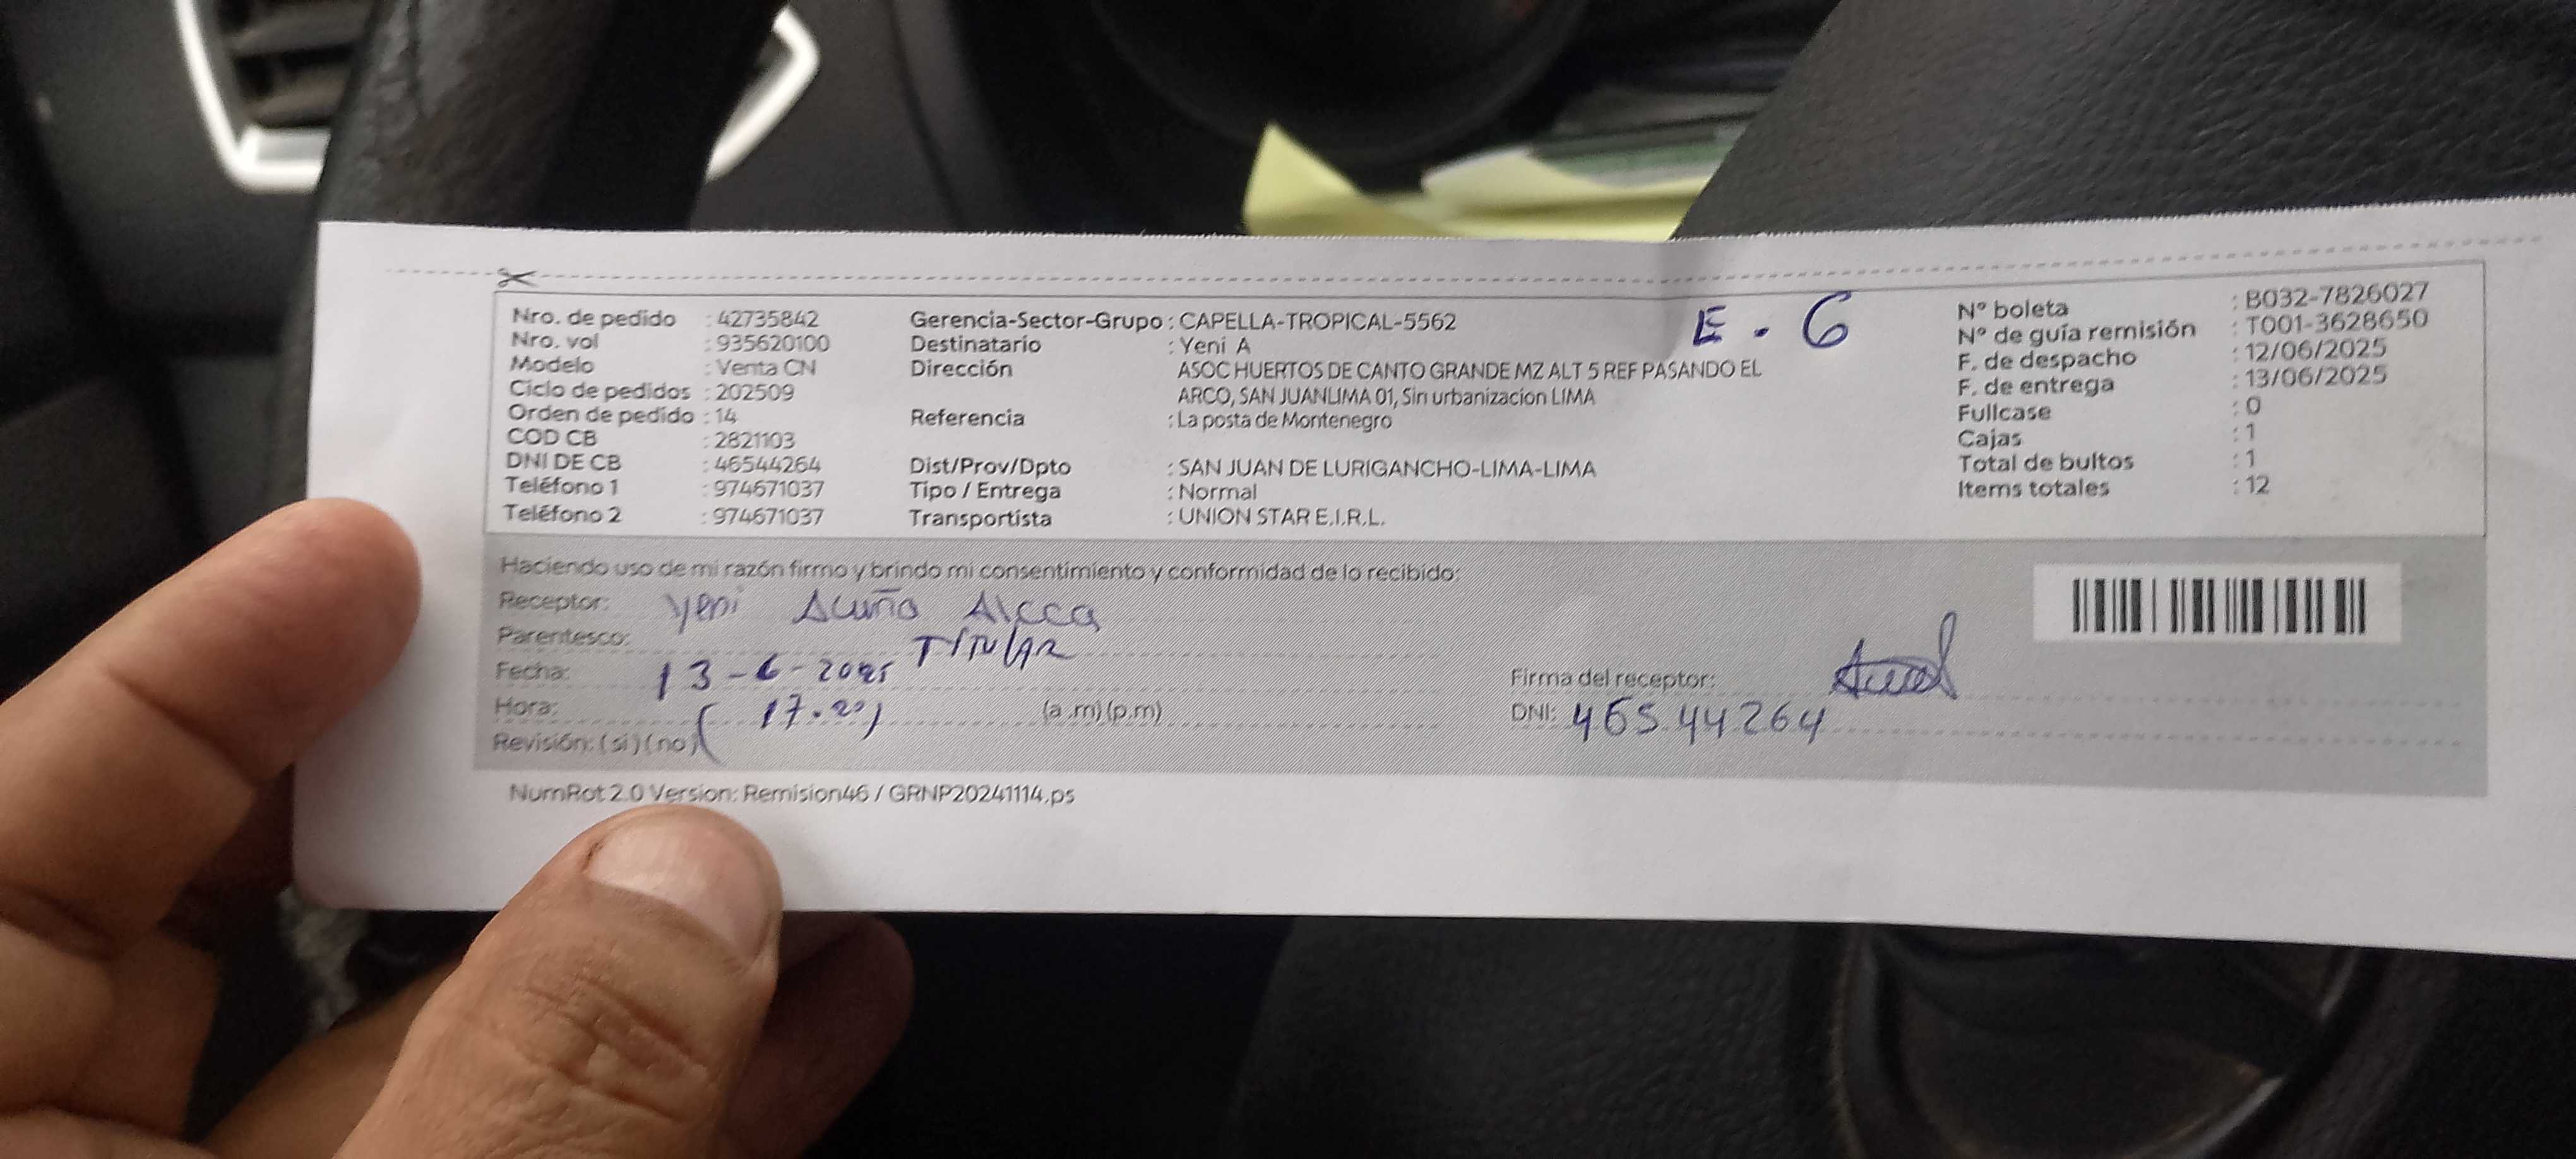 Nro. de pedido : 42735842
Nro. vol : 935620100
Modelo : Venta CN
Ciclo de pedidos : 202509
Orden de pedido : 14
COD CB : 2821103
DNI DE CB : 46544264
Teléfono 1 : 974671037
Teléfono 2 : 974671037
Gerencia-Sector-Grupo : CAPELLA-TROPICAL-5562
Destinatario : Yeni A
Dirección ASOC HUERTOS DE CANTO GRANDE MZ ALT 5 REF PASANDO EL
ARCO, SAN JUANLIMA 01, Sin urbanizacion LIMA
Referencia : La posta de Montenegro
Dist/Prov/Dpto : SAN JUAN DE LURIGANCHO-LIMA-LIMA
Tipo / Entrega : Normal
Transportista : UNION STAR E.I.R.L.
E. 6
N° boleta : B032-7826027
N° de guía remisión : T001-3628650
F. de despacho : 12/06/2025
F. de entrega : 13/06/2025
Fullcase : 0
Cajas : 1
Total de bultos : 1
Items totales : 12
Haciendo uso de mi razón firmo y brindo mi consentimiento y conformidad de lo recibido:
Receptor: Yeni Acuña Alcca
Parentesco: TITULAR
Fecha: 13-6-2025
Hora: (17.20) (a.m) (p.m)
Revisión: (si) (no)
Firma del receptor:
DNI: 46544264
NumRot 2.0 Version: Remision46 / GRNP20241114.ps